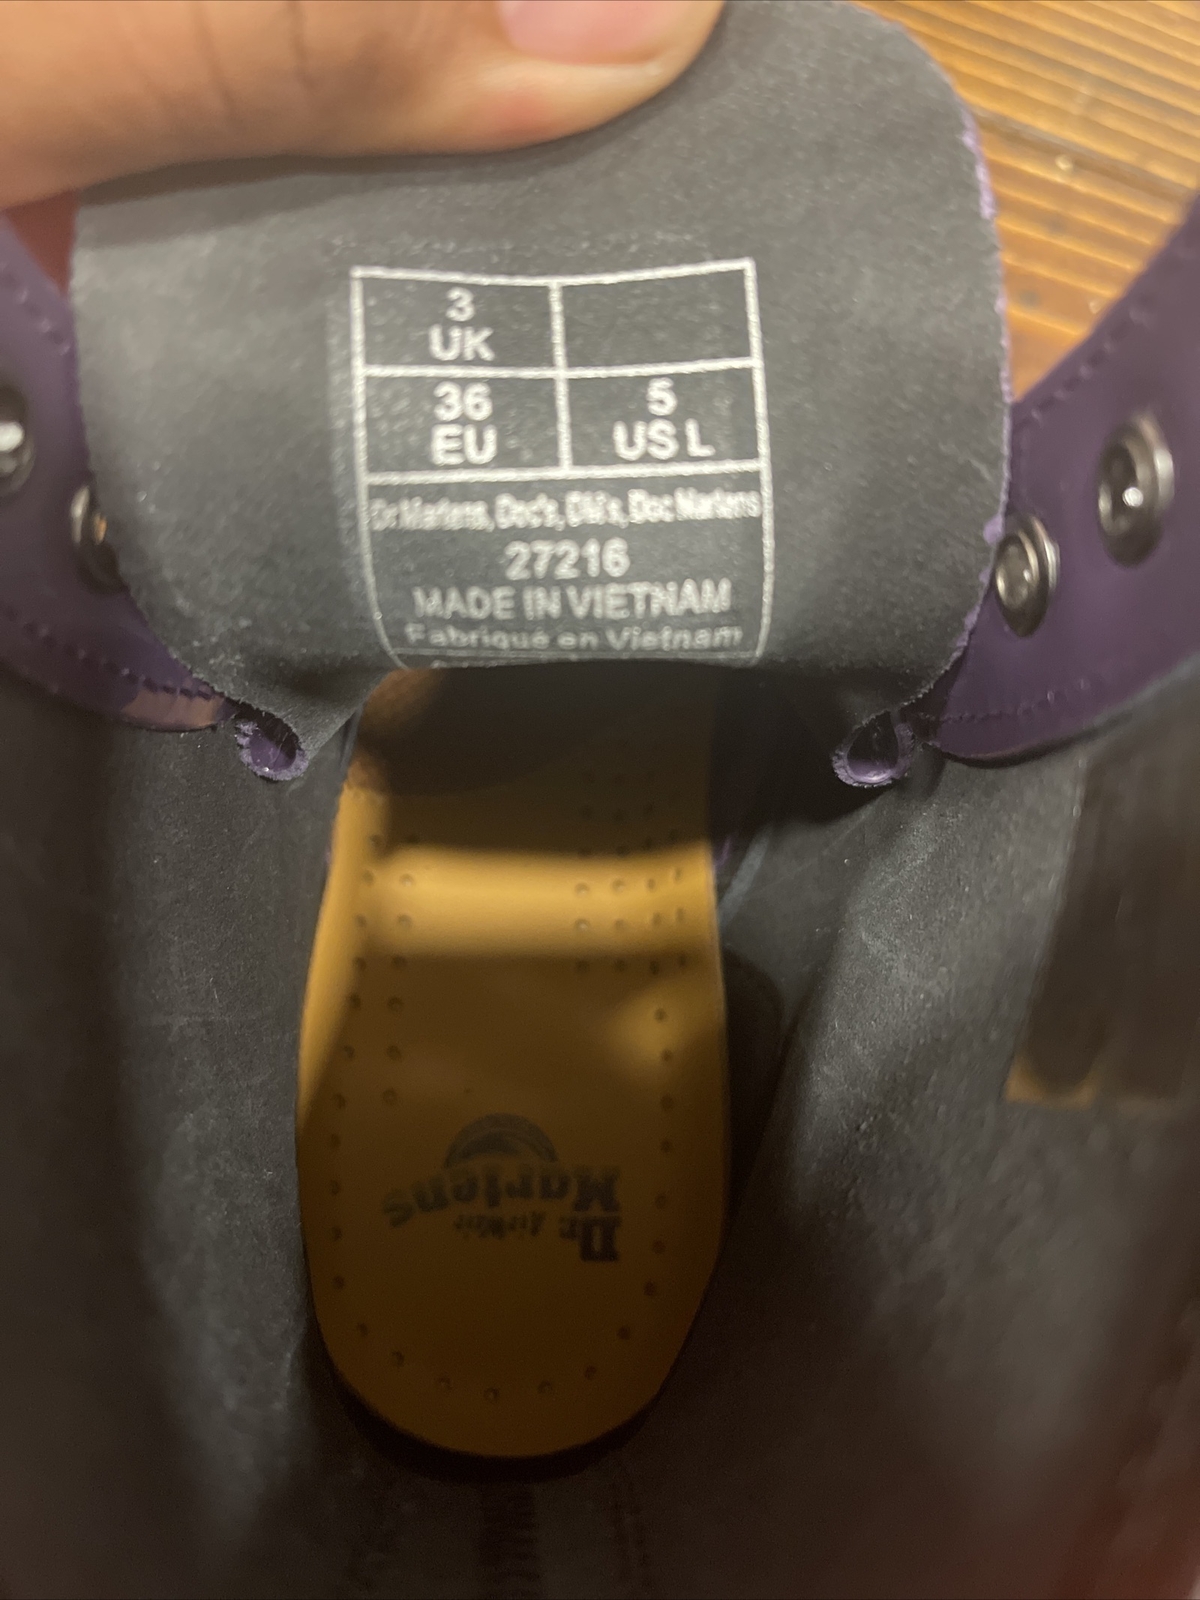 3
UK
36
EU
5
US L
Dr Martens, Doc's, DM's, Doc Martens
27216
MADE IN VIETNAM
Fabriqué en Vietnam
Dr. AirWair
Martens